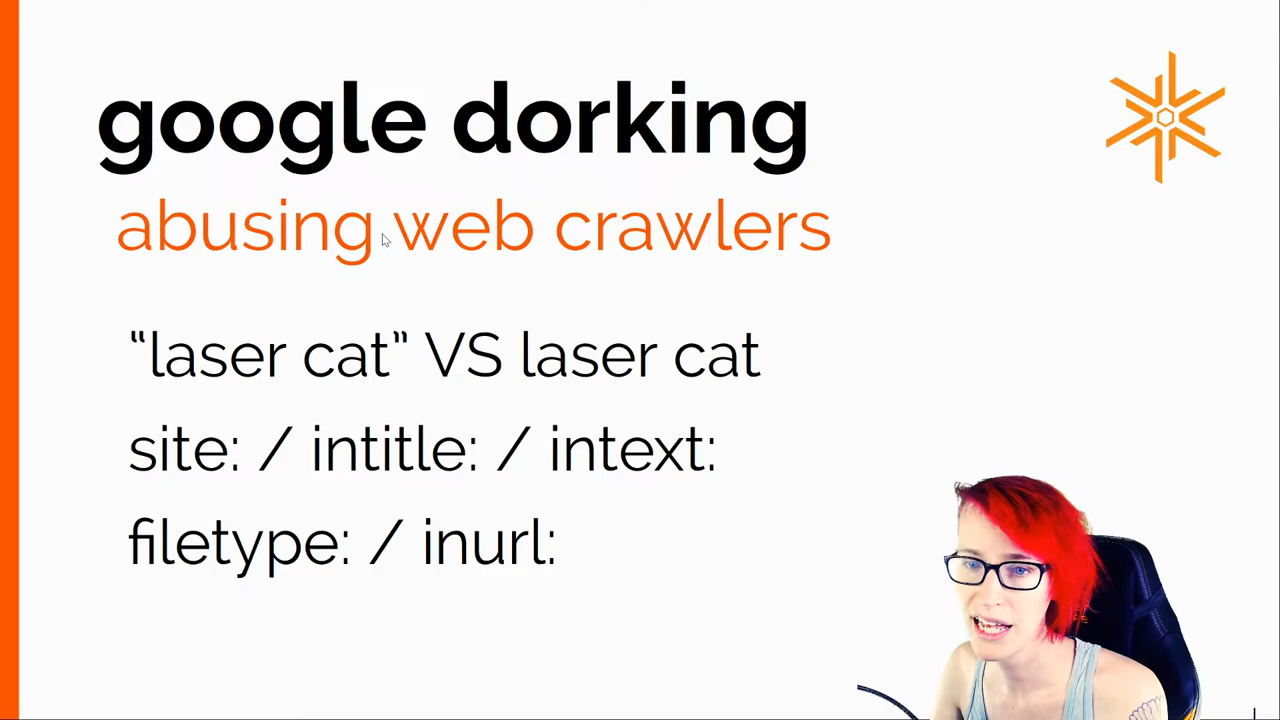 google dorking
abusing web crawlers
“laser cat” VS laser cat
site: / intitle: / intext:
filetype: / inurl: